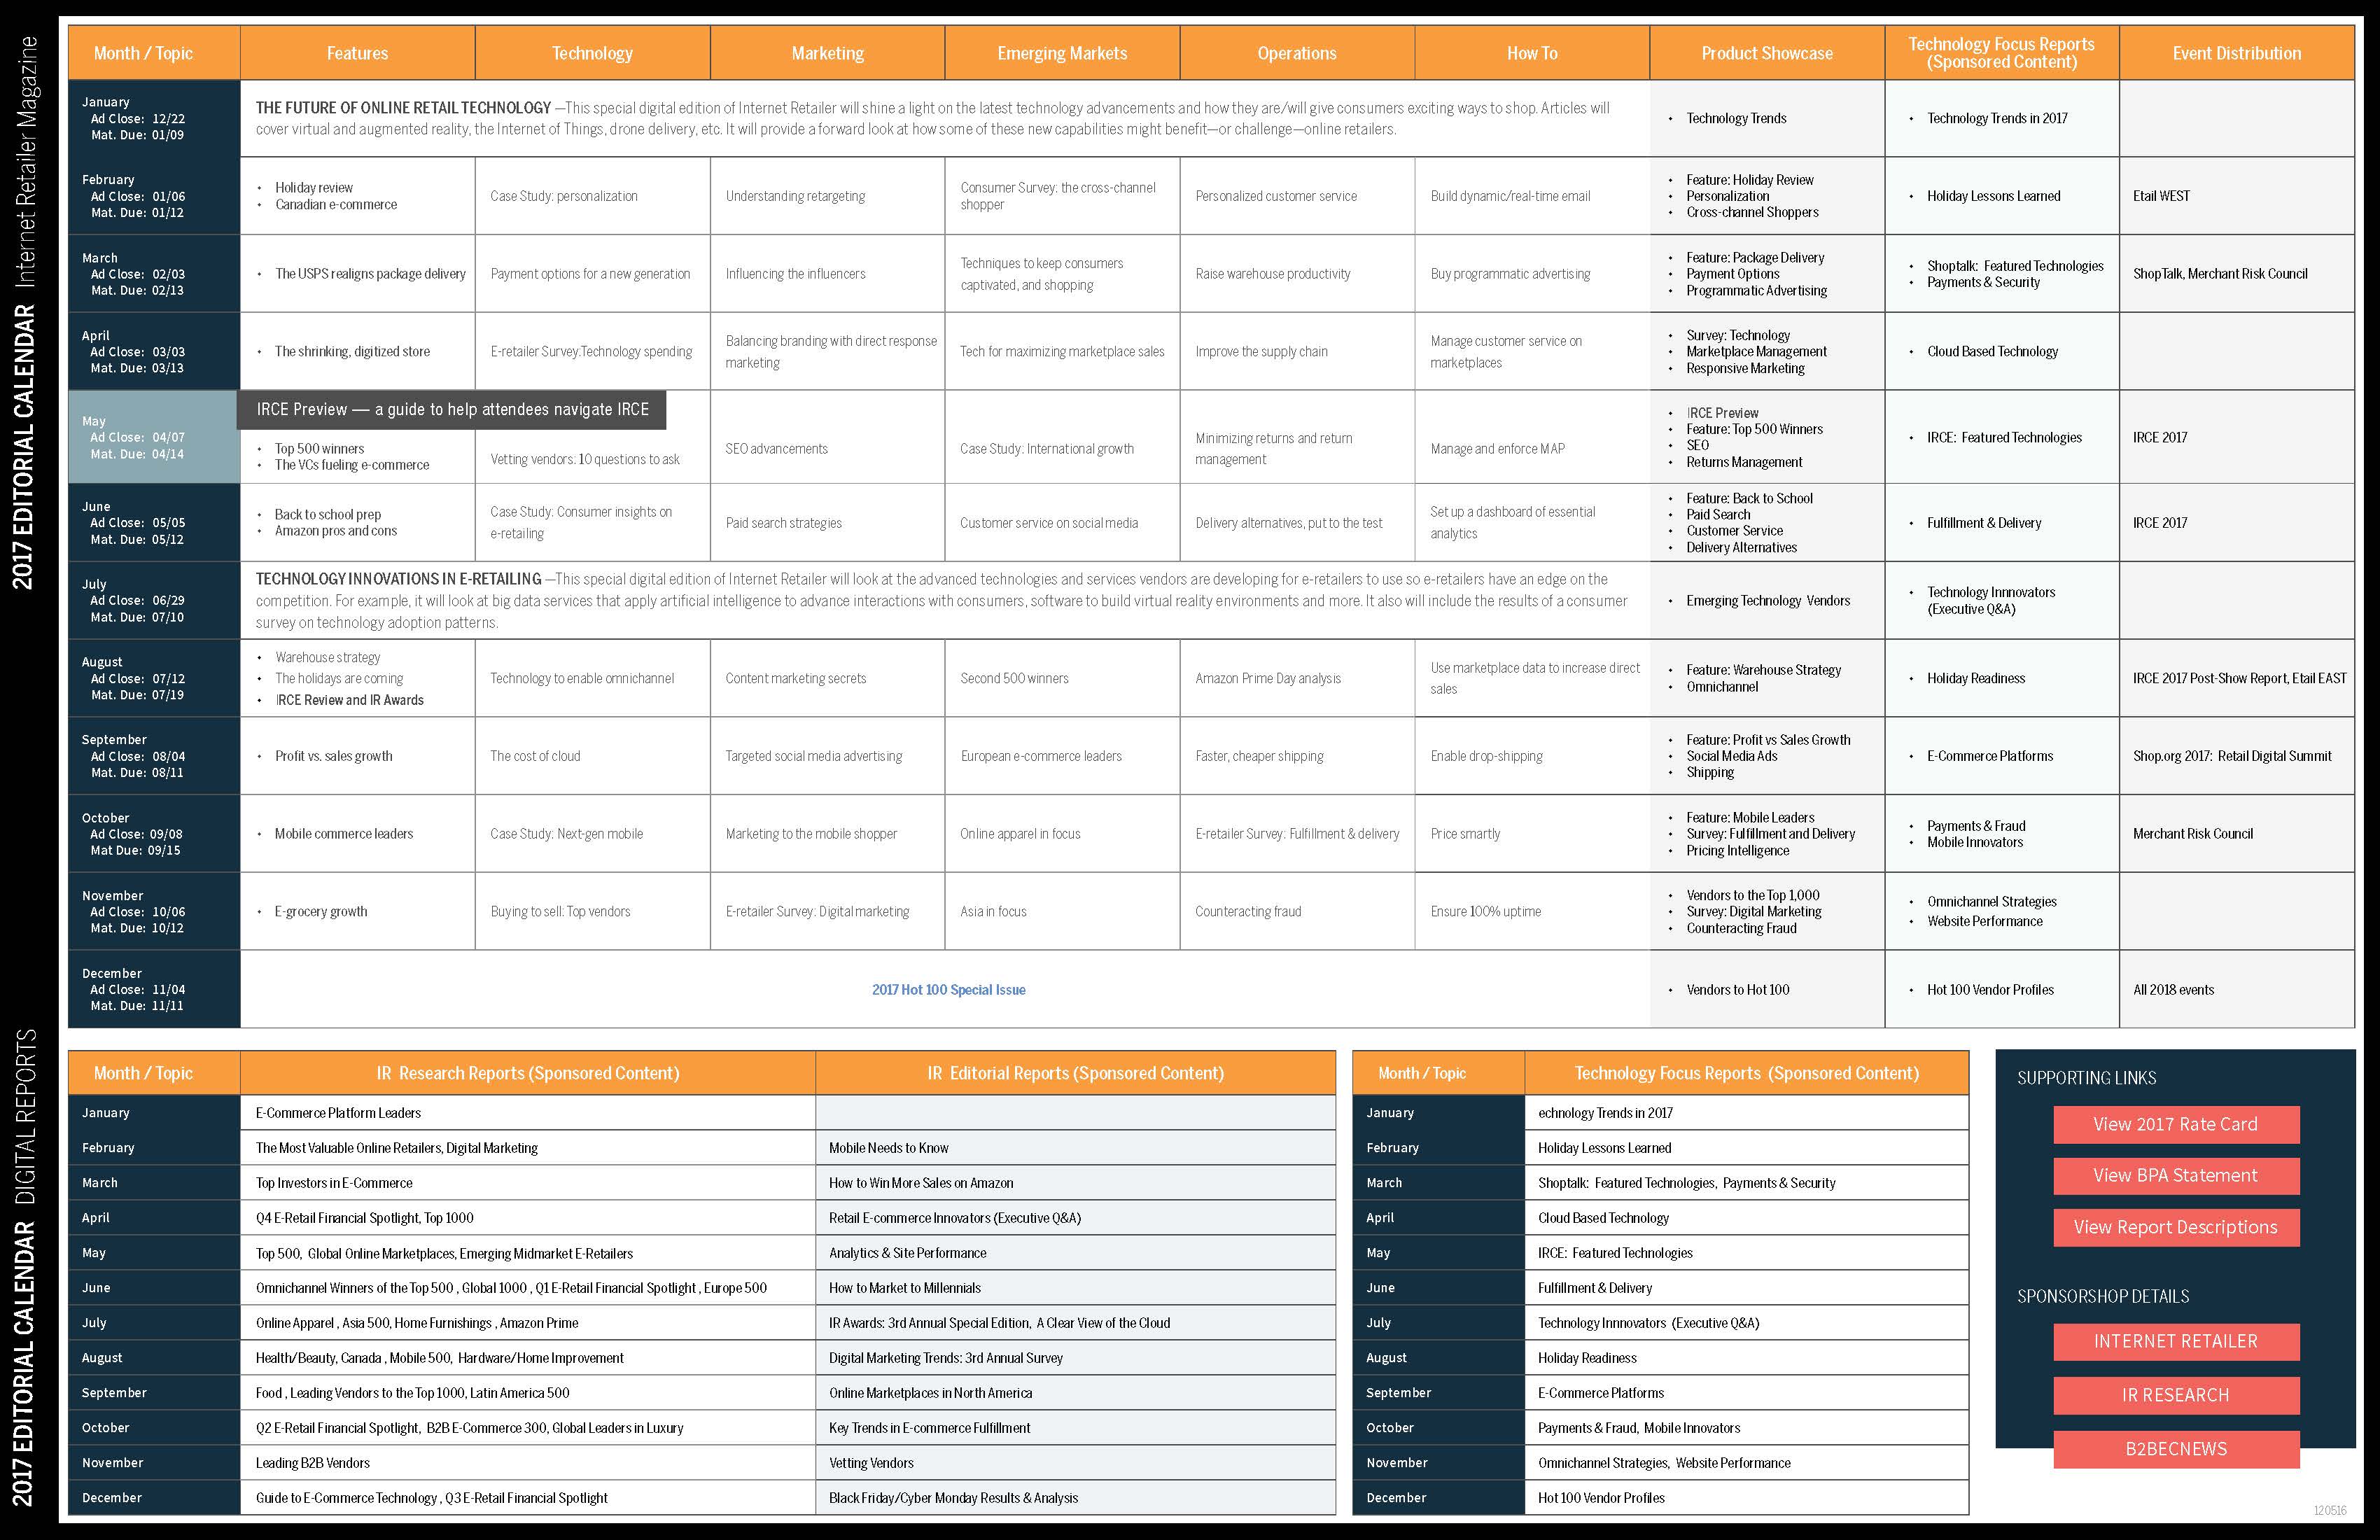 2017 EDITORIAL CALENDAR Internet Retailer Magazine
Month / Topic
Features
Technology
Marketing
Emerging Markets
Operations
How To
Product Showcase
Technology Focus Reports
(Sponsored Content)
Event Distribution
January
Ad Close: 12/22
Mat. Due: 01/09
THE FUTURE OF ONLINE RETAIL TECHNOLOGY —This special digital edition of Internet Retailer will shine a light on the latest technology advancements and how they are/will give consumers exciting ways to shop. Articles will
cover virtual and augmented reality, the Internet of Things, drone delivery, etc. It will provide a forward look at how some of these new capabilities might benefit—or challenge—online retailers.
• Technology Trends
• Technology Trends in 2017
February
Ad Close: 01/06
Mat. Due: 01/12
• Holiday review
• Canadian e-commerce
Case Study: personalization
Understanding retargeting
Consumer Survey: the cross-channel
shopper
Personalized customer service
Build dynamic/real-time email
• Feature: Holiday Review
• Personalization
• Cross-channel Shoppers
• Holiday Lessons Learned
Etail WEST
March
Ad Close: 02/03
Mat. Due: 02/13
• The USPS realigns package delivery
Payment options for a new generation
Influencing the influencers
Techniques to keep consumers
captivated, and shopping
Raise warehouse productivity
Buy programmatic advertising
• Feature: Package Delivery
• Payment Options
• Programmatic Advertising
• Shoptalk: Featured Technologies
• Payments & Security
ShopTalk, Merchant Risk Council
April
Ad Close: 03/03
Mat. Due: 03/13
• The shrinking, digitized store
E-retailer Survey:Technology spending
Balancing branding with direct response
marketing
Tech for maximizing marketplace sales
Improve the supply chain
Manage customer service on
marketplaces
• Survey: Technology
• Marketplace Management
• Responsive Marketing
• Cloud Based Technology
May
Ad Close: 04/07
Mat. Due: 04/14
IRCE Preview — a guide to help attendees navigate IRCE
• Top 500 winners
• The VCs fueling e-commerce
Vetting vendors: 10 questions to ask
SEO advancements
Case Study: International growth
Minimizing returns and return
management
Manage and enforce MAP
• IRCE Preview
• Feature: Top 500 Winners
• SEO
• Returns Management
• IRCE: Featured Technologies
IRCE 2017
June
Ad Close: 05/05
Mat. Due: 05/12
• Back to school prep
• Amazon pros and cons
Case Study: Consumer insights on
e-retailing
Paid search strategies
Customer service on social media
Delivery alternatives, put to the test
Set up a dashboard of essential
analytics
• Feature: Back to School
• Paid Search
• Customer Service
• Delivery Alternatives
• Fulfillment & Delivery
IRCE 2017
July
Ad Close: 06/29
Mat. Due: 07/10
TECHNOLOGY INNOVATIONS IN E-RETAILING —This special digital edition of Internet Retailer will look at the advanced technologies and services vendors are developing for e-retailers to use so e-retailers have an edge on the
competition. For example, it will look at big data services that apply artificial intelligence to advance interactions with consumers, software to build virtual reality environments and more. It also will include the results of a consumer
survey on technology adoption patterns.
• Emerging Technology Vendors
• Technology Innnovators
(Executive Q&A)
August
Ad Close: 07/12
Mat. Due: 07/19
• Warehouse strategy
• The holidays are coming
• IRCE Review and IR Awards
Technology to enable omnichannel
Content marketing secrets
Second 500 winners
Amazon Prime Day analysis
Use marketplace data to increase direct
sales
• Feature: Warehouse Strategy
• Omnichannel
• Holiday Readiness
IRCE 2017 Post-Show Report, Etail EAST
September
Ad Close: 08/04
Mat. Due: 08/11
• Profit vs. sales growth
The cost of cloud
Targeted social media advertising
European e-commerce leaders
Faster, cheaper shipping
Enable drop-shipping
• Feature: Profit vs Sales Growth
• Social Media Ads
• Shipping
• E-Commerce Platforms
Shop.org 2017: Retail Digital Summit
October
Ad Close: 09/08
Mat Due: 09/15
• Mobile commerce leaders
Case Study: Next-gen mobile
Marketing to the mobile shopper
Online apparel in focus
E-retailer Survey: Fulfillment & delivery
Price smartly
• Feature: Mobile Leaders
• Survey: Fulfillment and Delivery
• Pricing Intelligence
• Payments & Fraud
• Mobile Innovators
Merchant Risk Council
November
Ad Close: 10/06
Mat. Due: 10/12
• E-grocery growth
Buying to sell: Top vendors
E-retailer Survey: Digital marketing
Asia in focus
Counteracting fraud
Ensure 100% uptime
• Vendors to the Top 1,000
• Survey: Digital Marketing
• Counteracting Fraud
• Omnichannel Strategies
• Website Performance
December
Ad Close: 11/04
Mat. Due: 11/11
2017 Hot 100 Special Issue
• Vendors to Hot 100
• Hot 100 Vendor Profiles
All 2018 events
2017 EDITORIAL CALENDAR DIGITAL REPORTS
Month / Topic
IR Research Reports (Sponsored Content)
IR Editorial Reports (Sponsored Content)
January
E-Commerce Platform Leaders
February
The Most Valuable Online Retailers, Digital Marketing
Mobile Needs to Know
March
Top Investors in E-Commerce
How to Win More Sales on Amazon
April
Q4 E-Retail Financial Spotlight, Top 1000
Retail E-commerce Innovators (Executive Q&A)
May
Top 500, Global Online Marketplaces, Emerging Midmarket E-Retailers
Analytics & Site Performance
June
Omnichannel Winners of the Top 500 , Global 1000 , Q1 E-Retail Financial Spotlight , Europe 500
How to Market to Millennials
July
Online Apparel , Asia 500, Home Furnishings , Amazon Prime
IR Awards: 3rd Annual Special Edition, A Clear View of the Cloud
August
Health/Beauty, Canada , Mobile 500, Hardware/Home Improvement
Digital Marketing Trends: 3rd Annual Survey
September
Food , Leading Vendors to the Top 1000, Latin America 500
Online Marketplaces in North America
October
Q2 E-Retail Financial Spotlight, B2B E-Commerce 300, Global Leaders in Luxury
Key Trends in E-commerce Fulfillment
November
Leading B2B Vendors
Vetting Vendors
December
Guide to E-Commerce Technology , Q3 E-Retail Financial Spotlight
Black Friday/Cyber Monday Results & Analysis
Month / Topic
Technology Focus Reports (Sponsored Content)
January
echnology Trends in 2017
February
Holiday Lessons Learned
March
Shoptalk: Featured Technologies, Payments & Security
April
Cloud Based Technology
May
IRCE: Featured Technologies
June
Fulfillment & Delivery
July
Technology Innnovators (Executive Q&A)
August
Holiday Readiness
September
E-Commerce Platforms
October
Payments & Fraud, Mobile Innovators
November
Omnichannel Strategies, Website Performance
December
Hot 100 Vendor Profiles
SUPPORTING LINKS
View 2017 Rate Card
View BPA Statement
View Report Descriptions
SPONSORSHOP DETAILS
INTERNET RETAILER
IR RESEARCH
B2BECNEWS
120516